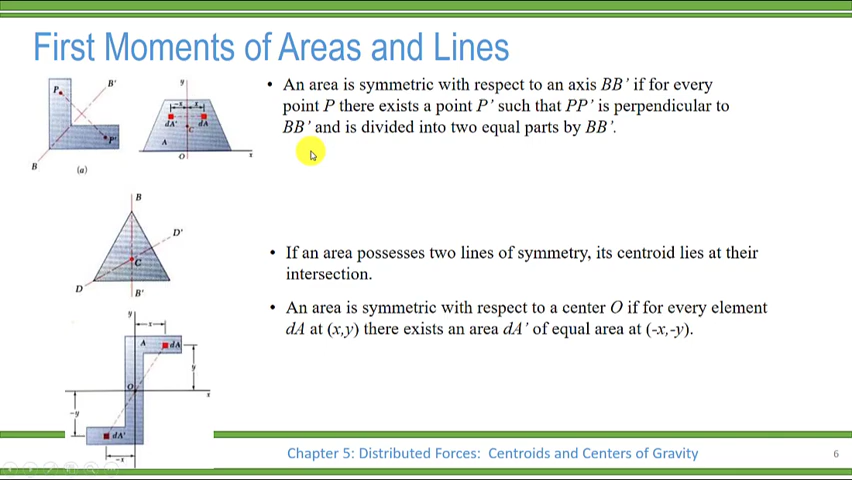 First Moments of Areas and Lines
P
B'
P'
B
(a)
y
x
x
dA'
dA
C
A
O
x
• An area is symmetric with respect to an axis BB' if for every
point P there exists a point P' such that PP' is perpendicular to
BB' and is divided into two equal parts by BB'.
B
D'
C
D
B'
• If an area possesses two lines of symmetry, its centroid lies at their
intersection.
• An area is symmetric with respect to a center O if for every element
dA at (x,y) there exists an area dA' of equal area at (-x,-y).
y
x
A
dA
y
O
x
-y
dA'
-x
Chapter 5: Distributed Forces: Centroids and Centers of Gravity
6